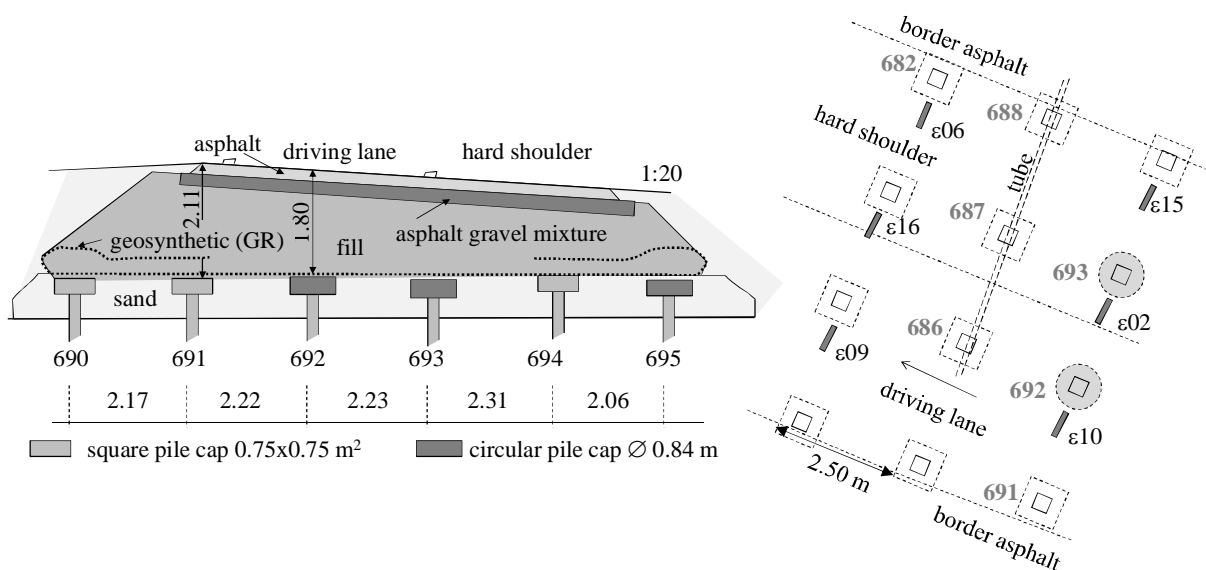 asphalt
driving lane
hard shoulder
1:20
2.11
1.80
geosynthetic (GR)
fill
asphalt gravel mixture
sand
690
691
692
693
694
695
2.17
2.22
2.23
2.31
2.06
square pile cap 0.75x0.75 m²
circular pile cap ∅ 0.84 m
border asphalt
682
688
hard shoulder
ε06
tube
ε15
ε16
687
693
ε02
686
ε09
692
driving lane
ε10
2.50 m
691
border asphalt